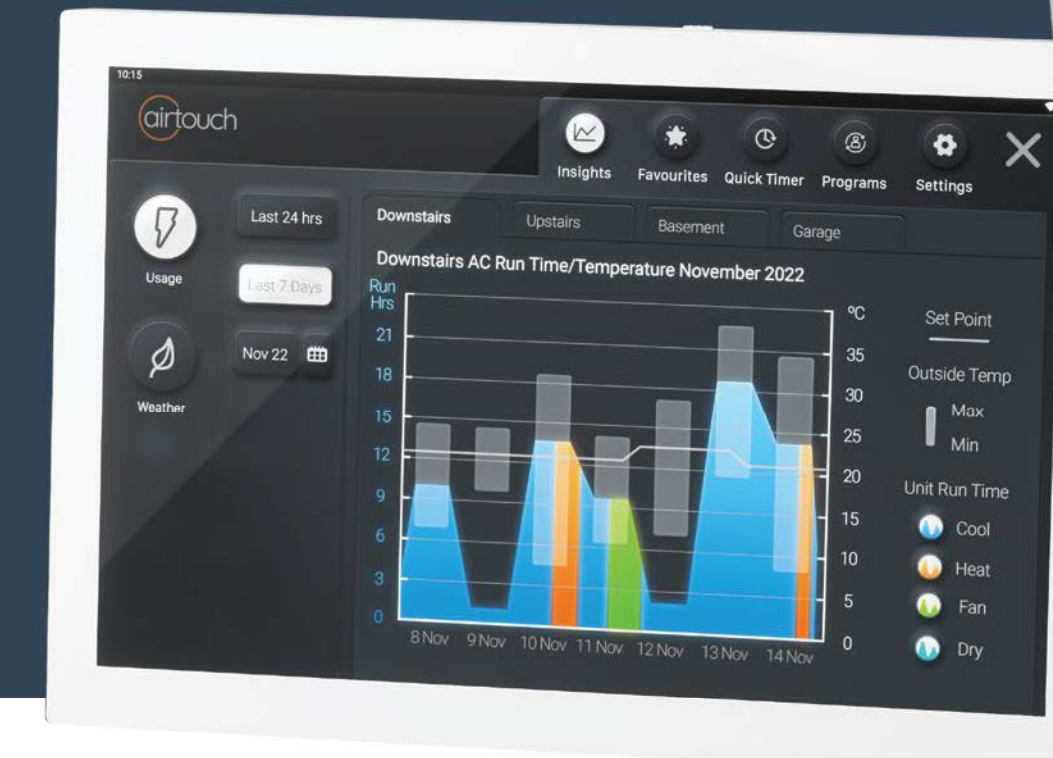 10:15
airtouch
Insights
Favourites
Quick Timer
Programs
Settings
Usage
Weather
Last 24 hrs
Last 7 Days
Nov 22
Downstairs
Upstairs
Basement
Garage
Downstairs AC Run Time/Temperature November 2022
Run
Hrs
21
18
15
12
9
6
3
0
8 Nov
9 Nov
10 Nov
11 Nov
12 Nov
13 Nov
14 Nov
°C
35
30
25
20
15
10
5
0
Set Point
Outside Temp
Max
Min
Unit Run Time
Cool
Heat
Fan
Dry